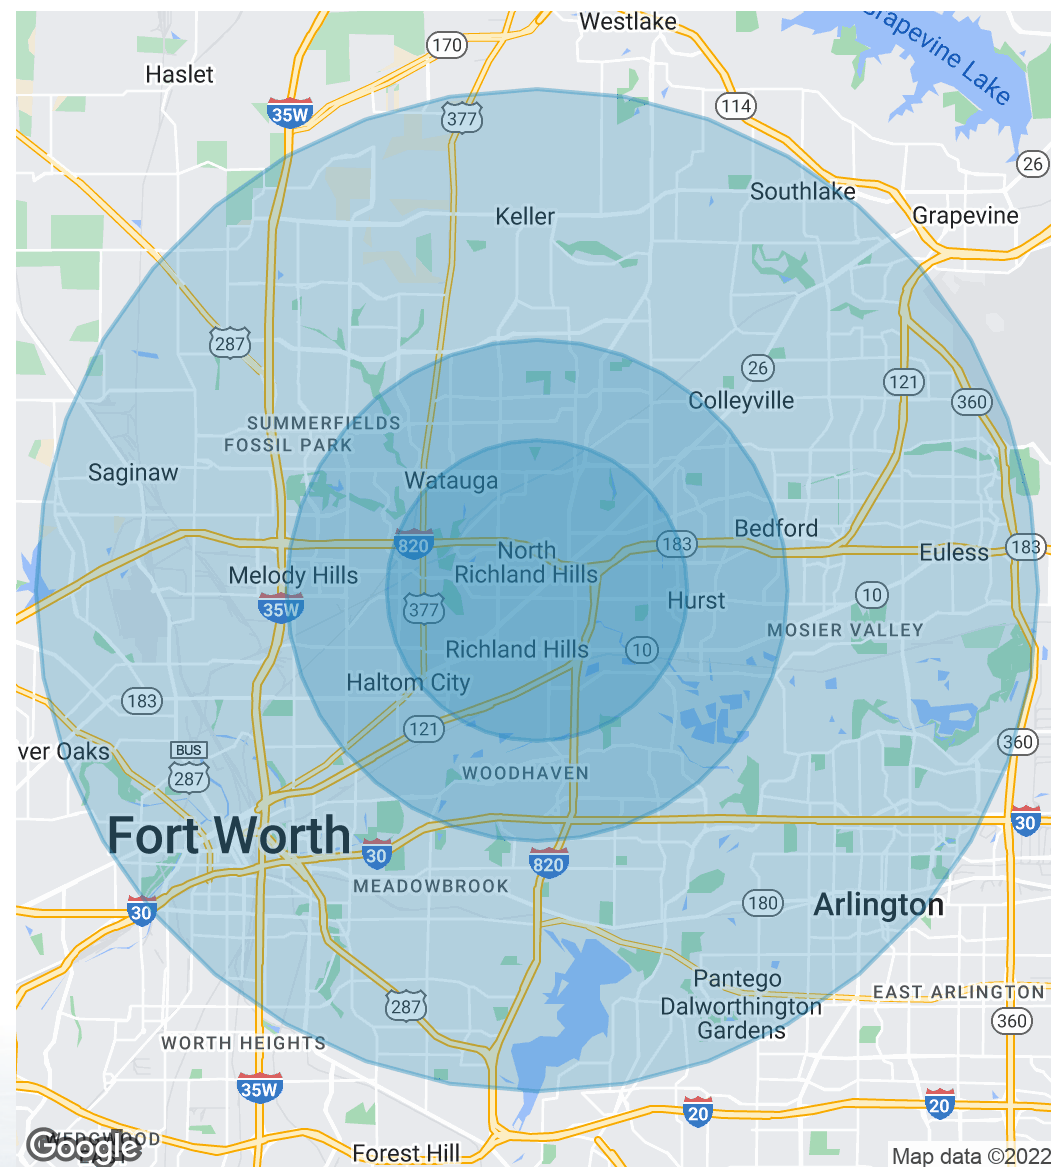 Westlake
170
Haslet
Grapevine Lake
35W
114
377
26
Southlake
Keller
Grapevine
287
26
121
Colleyville
360
SUMMERFIELDS
FOSSIL PARK
Saginaw
Watauga
Bedford
820
North
Richland Hills
183
Euless
183
Melody Hills
35W
377
Hurst
10
MOSIER VALLEY
Richland Hills
10
Haltom City
183
121
360
ver Oaks
BUS
287
WOODHAVEN
Fort Worth
30
820
30
MEADOWBROOK
180
Arlington
30
Pantego
Dalworthington
Gardens
EAST ARLINGTON
287
360
WORTH HEIGHTS
35W
20
20
WEDGWOOD
EAST
Google
Forest Hill
Map data ©2022